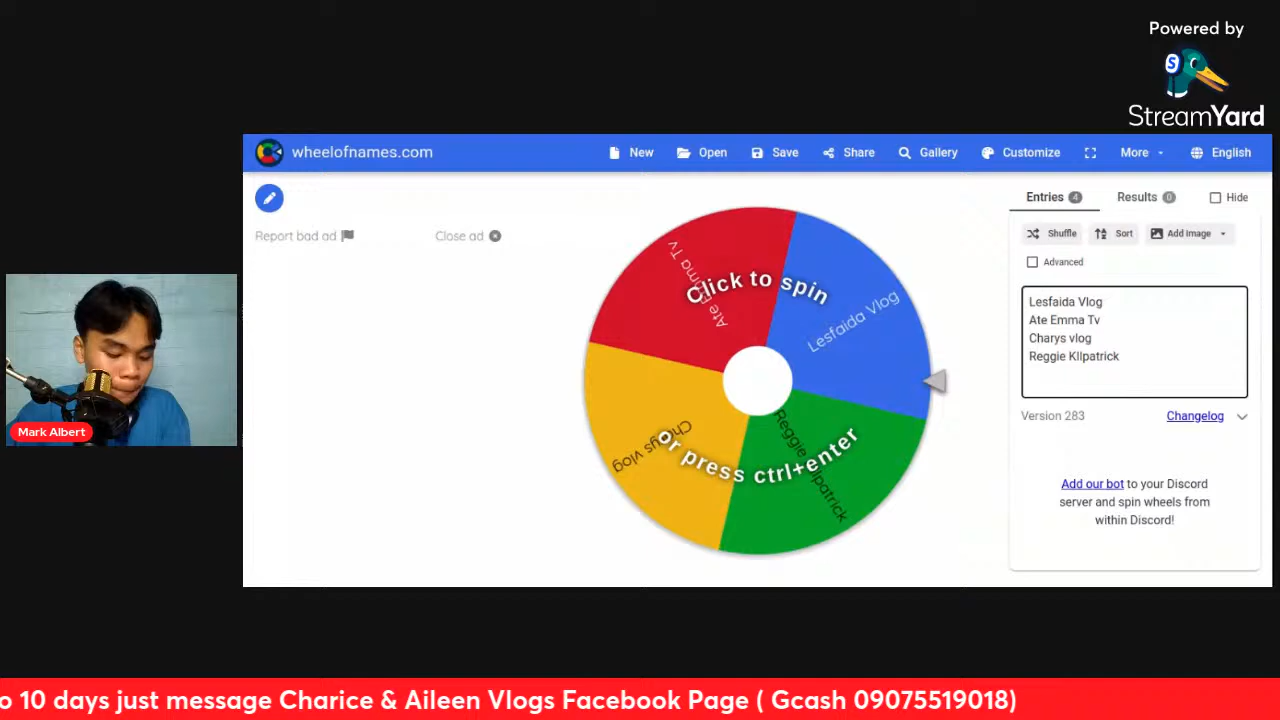 Powered by
StreamYard
wheelofnames.com
New
Open
Save
Share
Gallery
Customize
More
English
Report bad ad
Close ad
Entries 4
Results 0
Hide
Shuffle
Sort
Add Image
Advanced
Lesfaida Vlog
Ate Emma Tv
Charys vlog
Reggie KIlpatrick
Version 283
Changelog
Add our bot to your Discord
server and spin wheels from
within Discord!
Click to spin
or press ctrl+enter
Ate Emma Tv
Lesfaida Vlog
Charys vlog
Reggie KIlpatrick
Mark Albert
o 10 days just message Charice & Aileen Vlogs Facebook Page ( Gcash 09075519018)